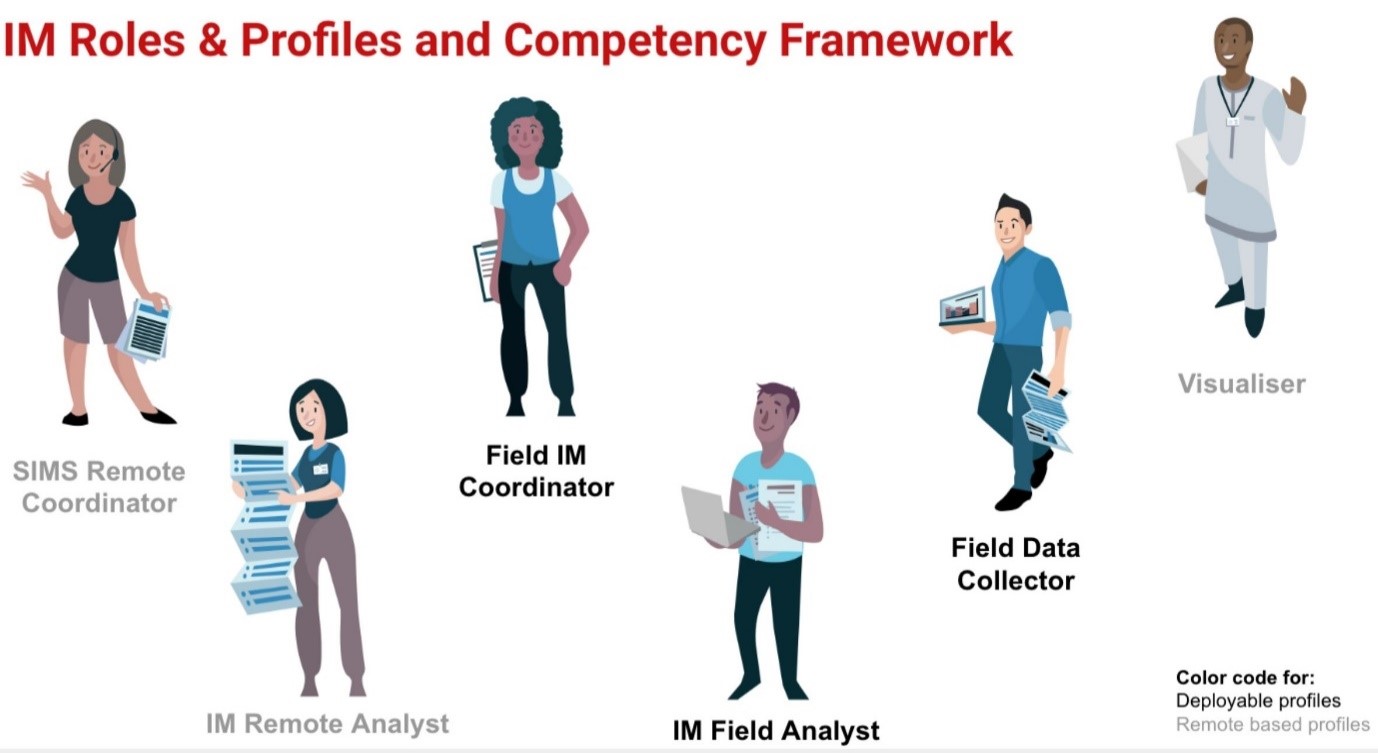 IM Roles & Profiles and Competency Framework
SIMS Remote
Coordinator
IM Remote Analyst
Field IM
Coordinator
IM Field Analyst
Field Data
Collector
Visualiser
Color code for:
Deployable profiles
Remote based profiles